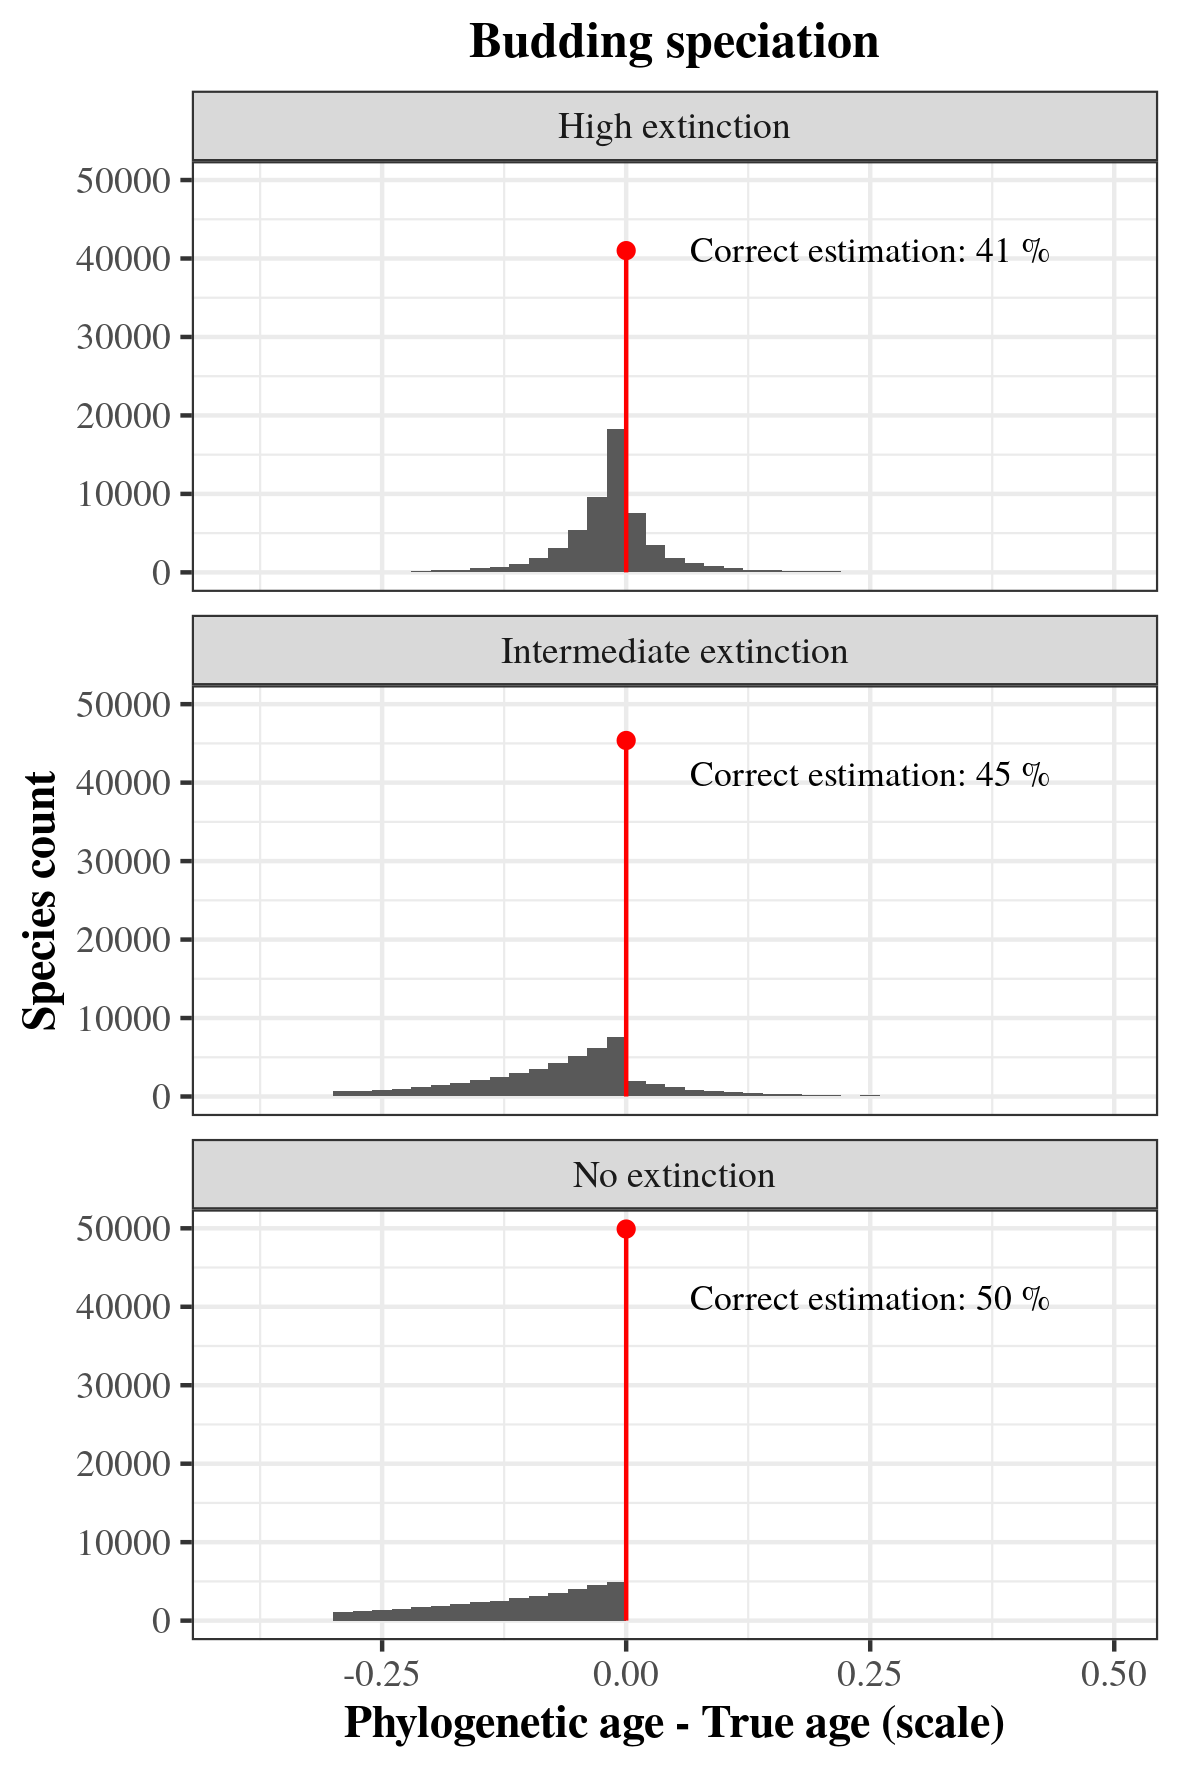 Budding speciation
High extinction
50000
40000
30000
20000
10000
0
Correct estimation: 41 %
Intermediate extinction
50000
40000
30000
20000
10000
0
Correct estimation: 45 %
Species count
No extinction
50000
40000
30000
20000
10000
0
Correct estimation: 50 %
-0.25 0.00 0.25 0.50
Phylogenetic age - True age (scale)